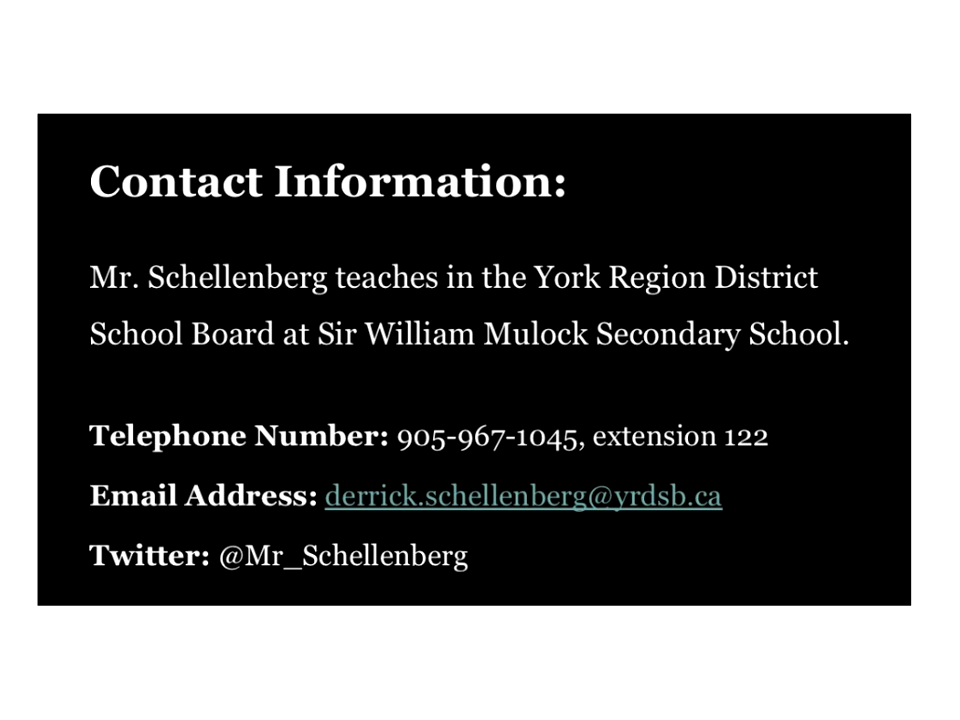 Contact Information:
Mr. Schellenberg teaches in the York Region District
School Board at Sir William Mulock Secondary School.
Telephone Number: 905-967-1045, extension 122
Email Address: derrick.schellenberg@yrdsb.ca
Twitter: @Mr_Schellenberg